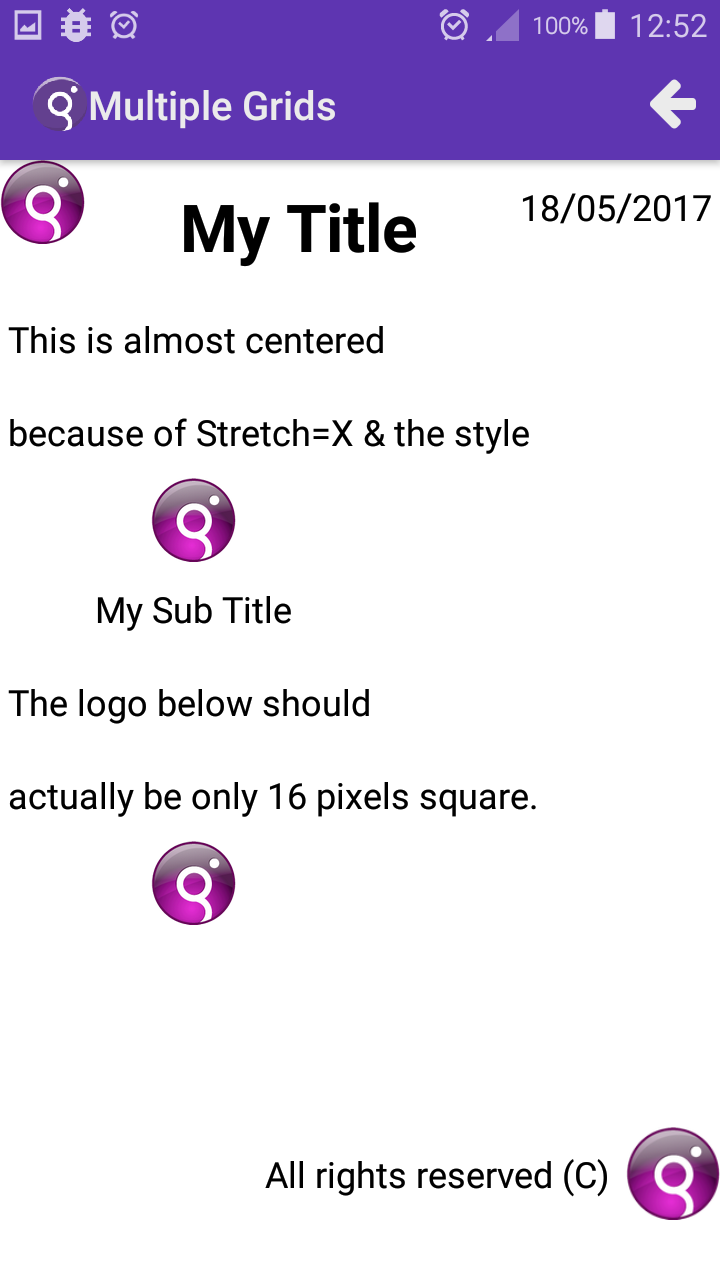 100% 12:52
Multiple Grids
My Title
18/05/2017
This is almost centered
because of Stretch=X & the style
My Sub Title
The logo below should
actually be only 16 pixels square.
All rights reserved (C)